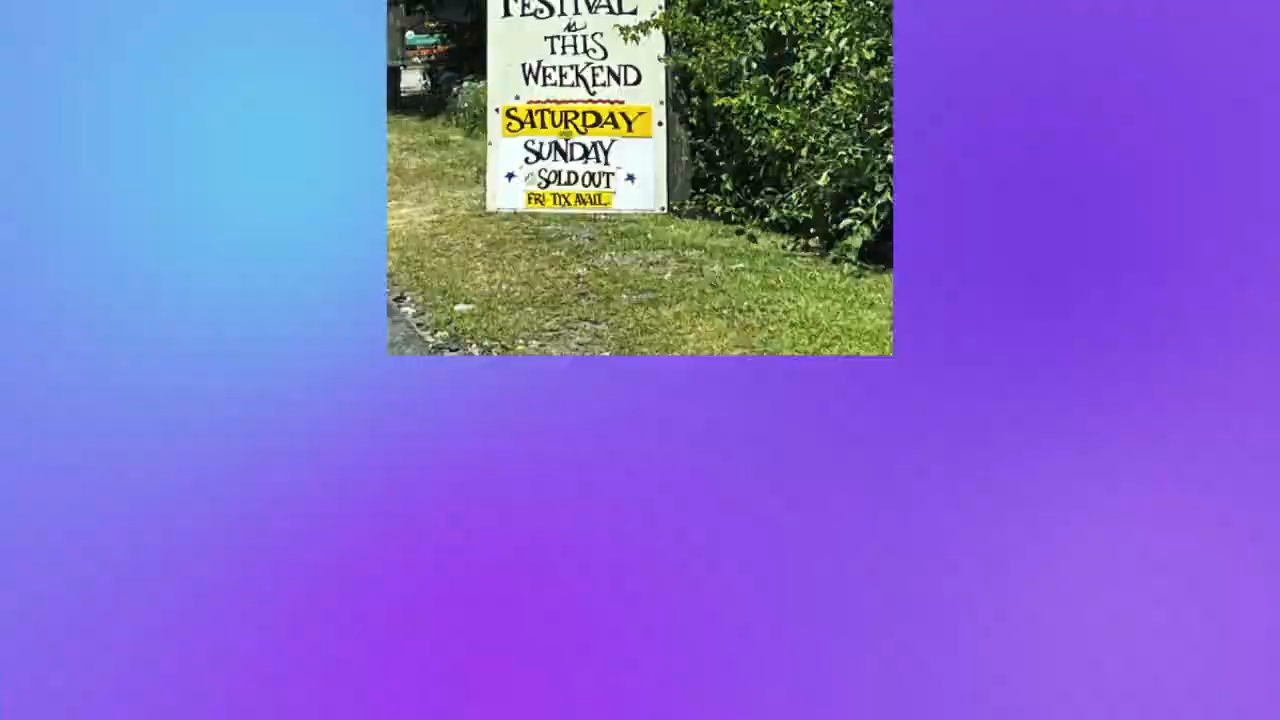 FESTIVAL
is
THIS
WEEKEND
SATURDAY
SUNDAY
SOLD OUT
FRI TIX AVAIL.